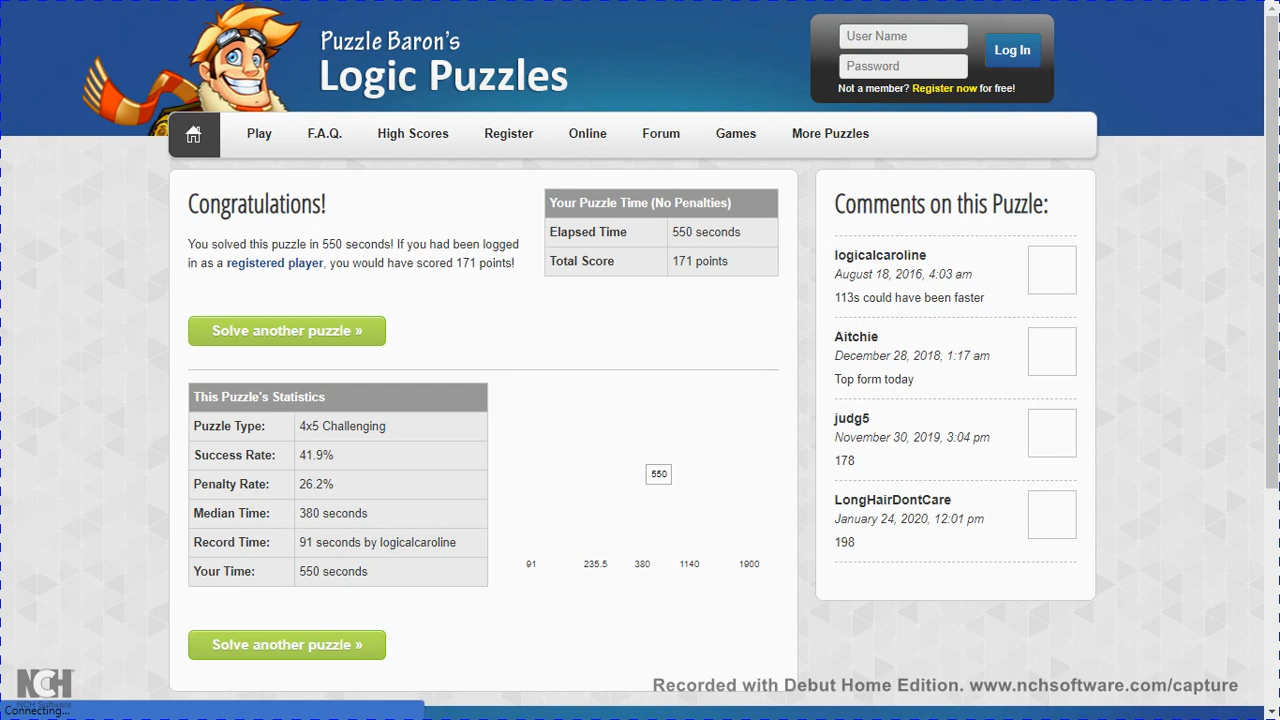 Puzzle Baron's
Logic Puzzles
User Name
Password
Log In
Not a member? Register now for free!
Play
F.A.Q.
High Scores
Register
Online
Forum
Games
More Puzzles
Congratulations!
You solved this puzzle in 550 seconds! If you had been logged
in as a registered player, you would have scored 171 points!
Your Puzzle Time (No Penalties)
Elapsed Time 550 seconds
Total Score 171 points
Solve another puzzle »
This Puzzle's Statistics
Puzzle Type: 4x5 Challenging
Success Rate: 41.9%
Penalty Rate: 26.2%
Median Time: 380 seconds
Record Time: 91 seconds by logicalcaroline
Your Time: 550 seconds
550
91 235.5 380 1140 1900
Solve another puzzle »
Comments on this Puzzle:
logicalcaroline
August 18, 2016, 4:03 am
113s could have been faster
Aitchie
December 28, 2018, 1:17 am
Top form today
judg5
November 30, 2019, 3:04 pm
178
LongHairDontCare
January 24, 2020, 12:01 pm
198
NCH
NCH Software
Connecting...
Recorded with Debut Home Edition. www.nchsoftware.com/capture